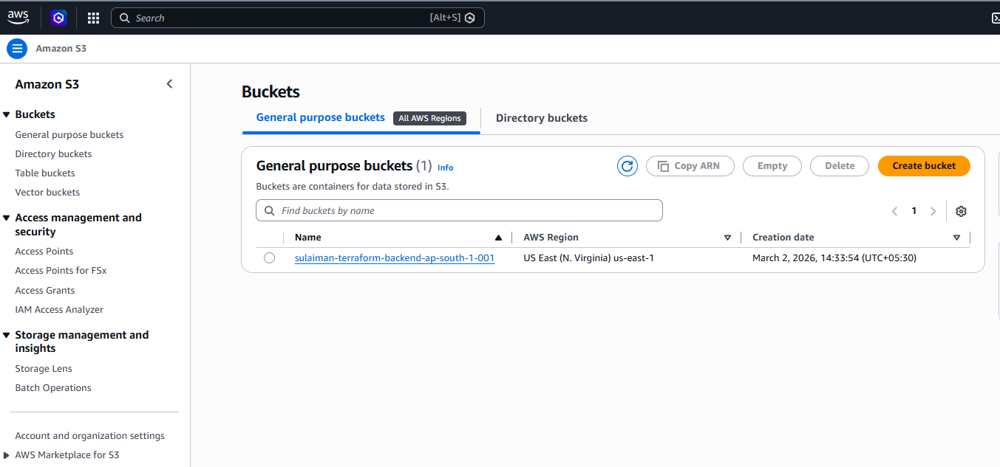 aws
Search [Alt+S]
Amazon S3
Amazon S3
Buckets
General purpose buckets
Directory buckets
Table buckets
Vector buckets
Access management and
security
Access Points
Access Points for FSx
Access Grants
IAM Access Analyzer
Storage management and
insights
Storage Lens
Batch Operations
Account and organization settings
AWS Marketplace for S3
Buckets
General purpose buckets All AWS Regions Directory buckets
General purpose buckets (1) Info
Copy ARN Empty Delete Create bucket
Buckets are containers for data stored in S3.
Find buckets by name
1
Name AWS Region Creation date
sulaiman-terraform-backend-ap-south-1-001 US East (N. Virginia) us-east-1 March 2, 2026, 14:33:54 (UTC+05:30)